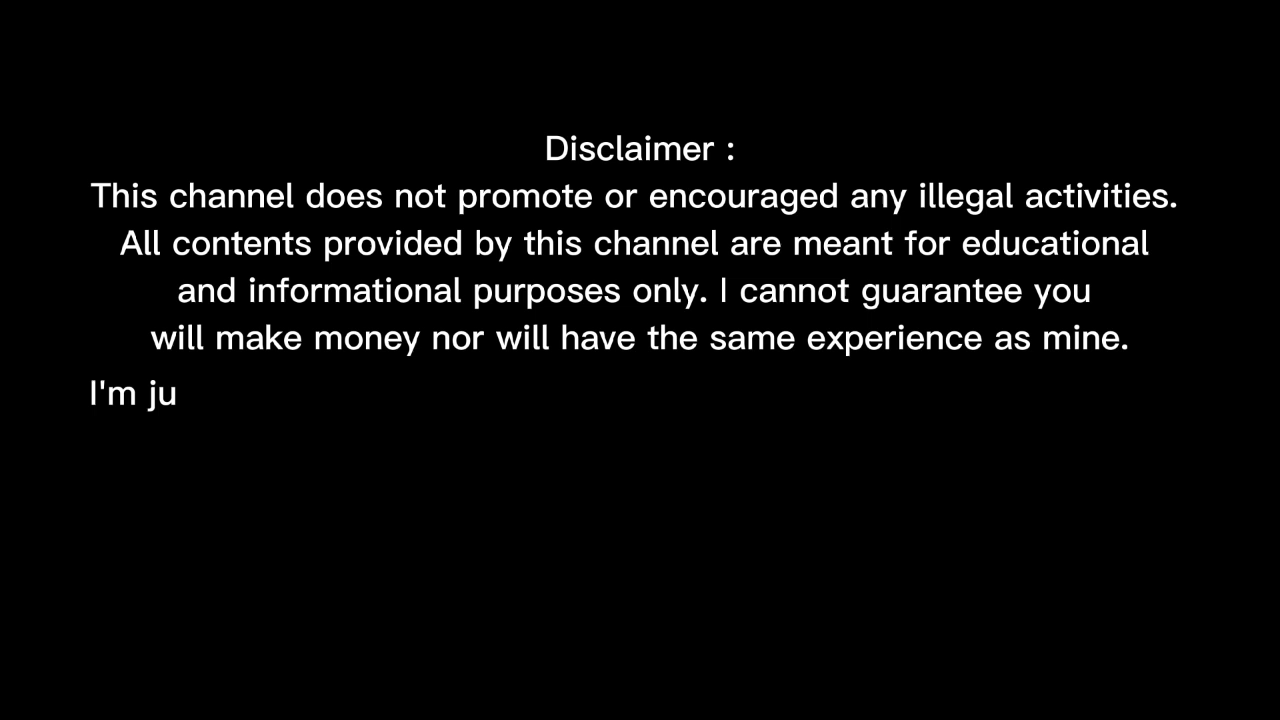 Disclaimer :
This channel does not promote or encouraged any illegal activities.
All contents provided by this channel are meant for educational
and informational purposes only. I cannot guarantee you
will make money nor will have the same experience as mine.
I'm ju